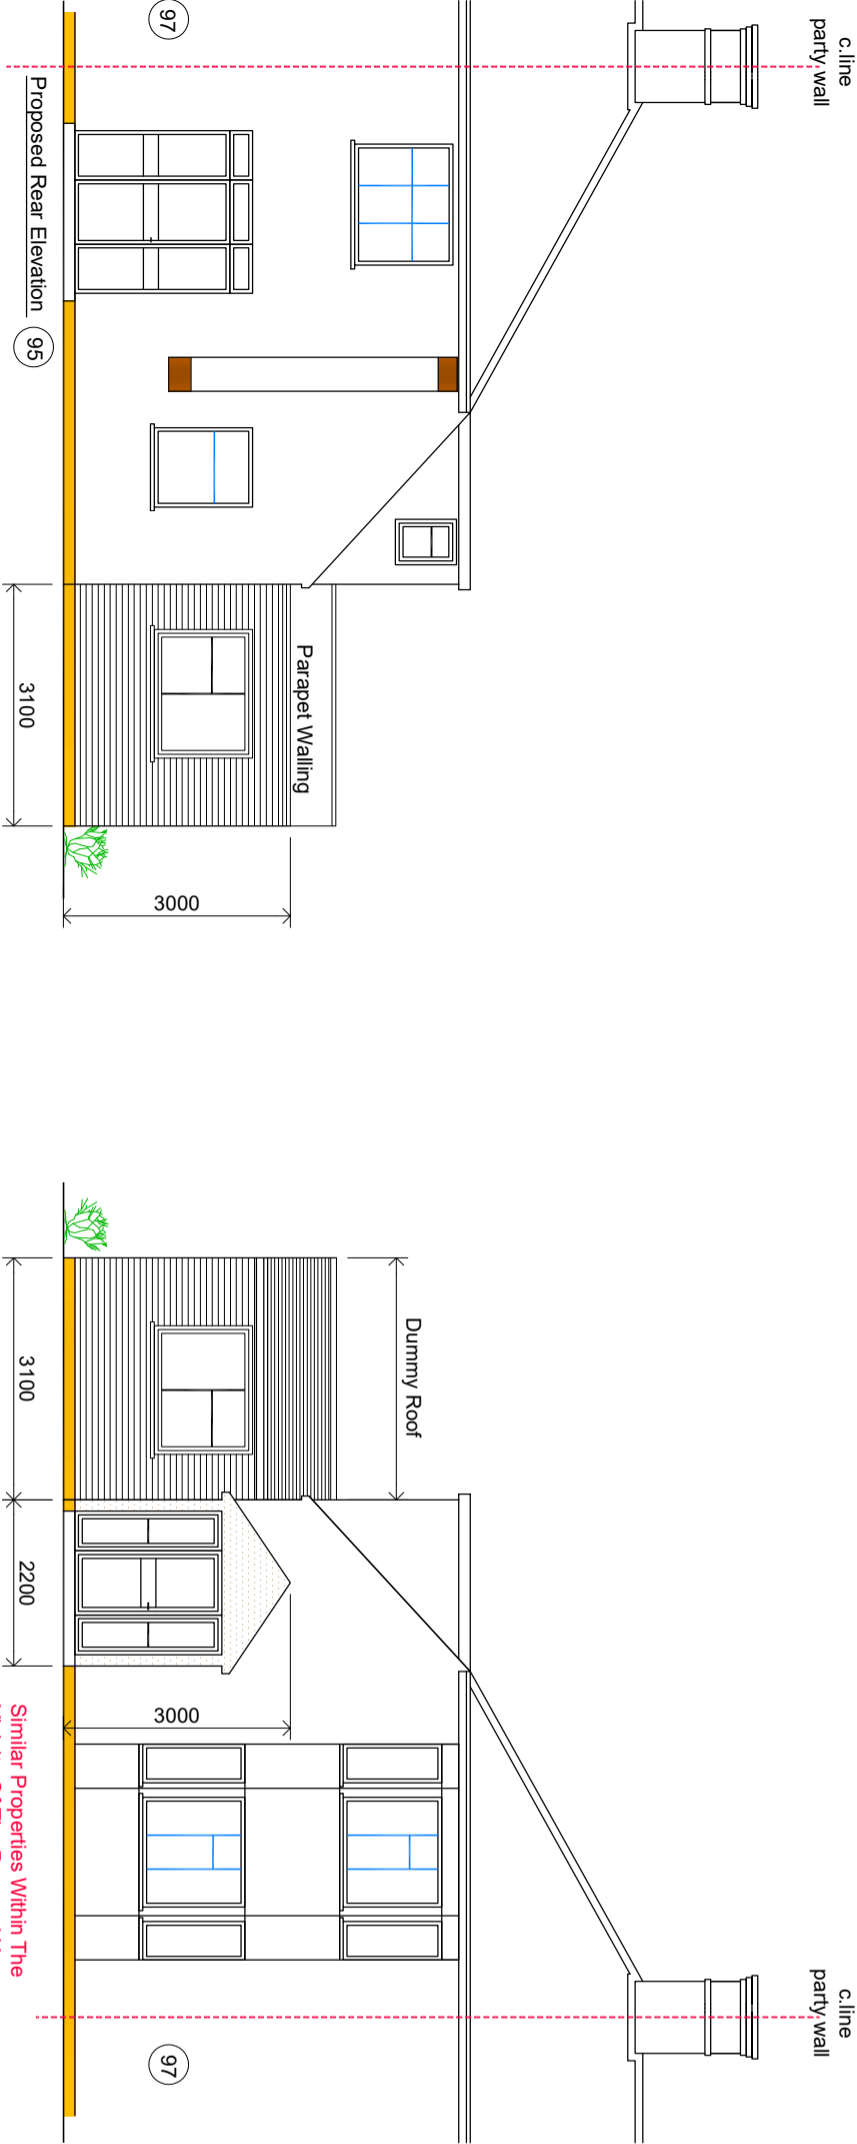 c.line
party wall
97
Proposed Rear Elevation
95
Parapet Walling
3100
3000
c.line
party wall
Dummy Roof
3100
2200
3000
97
Similar Properties Within The